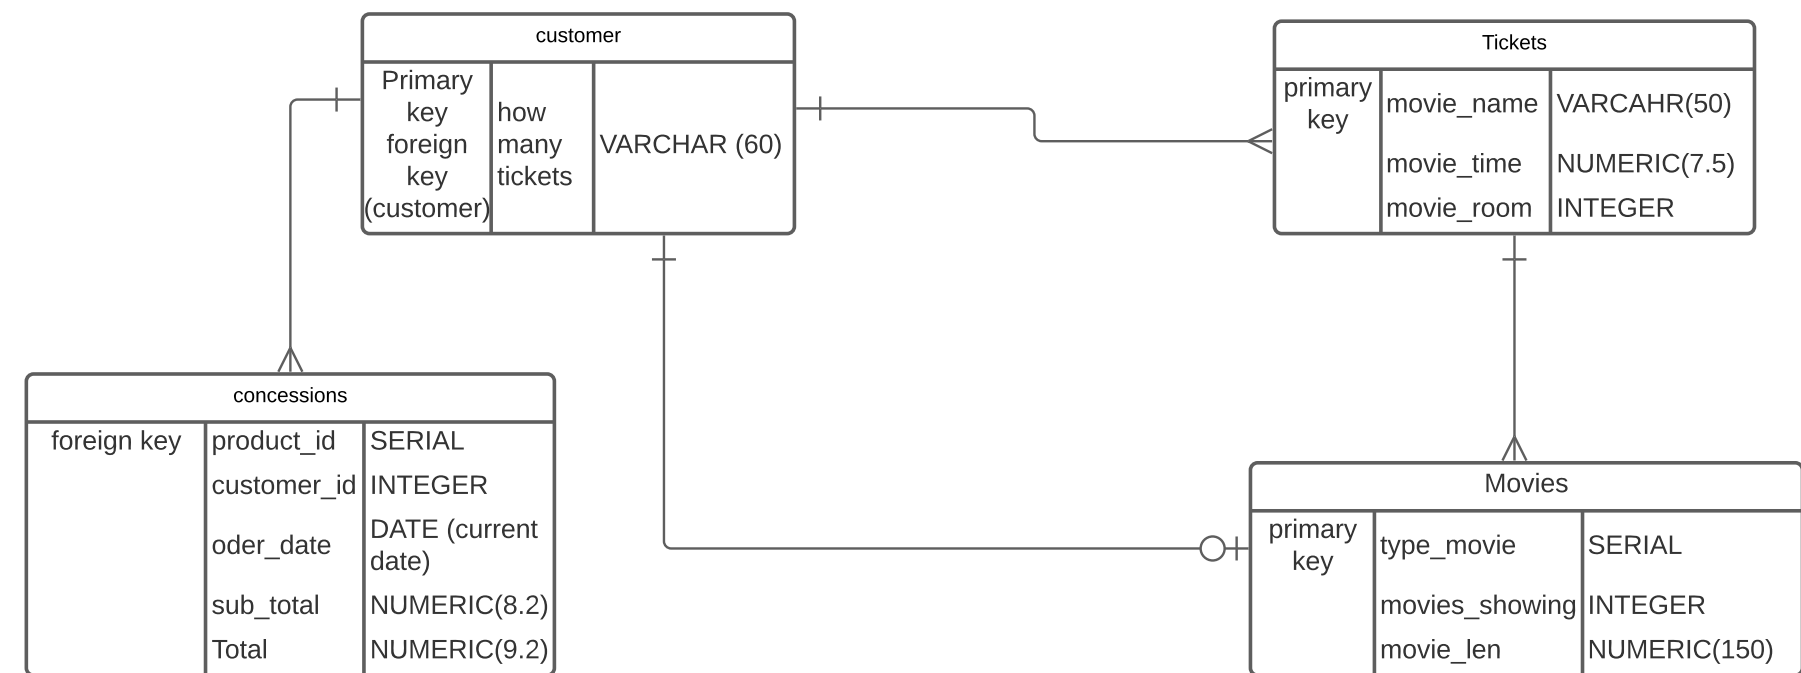 customer
Primary
key
foreign
key
(customer)
how
many
tickets
VARCHAR (60)
Tickets
primary
key
movie_name VARCAHR(50)
movie_time NUMERIC(7.5)
movie_room INTEGER
concessions
foreign key product_id SERIAL
customer_id INTEGER
oder_date DATE (current
date)
sub_total NUMERIC(8.2)
Total NUMERIC(9.2)
Movies
primary
key
type_movie SERIAL
movies_showing INTEGER
movie_len NUMERIC(150)